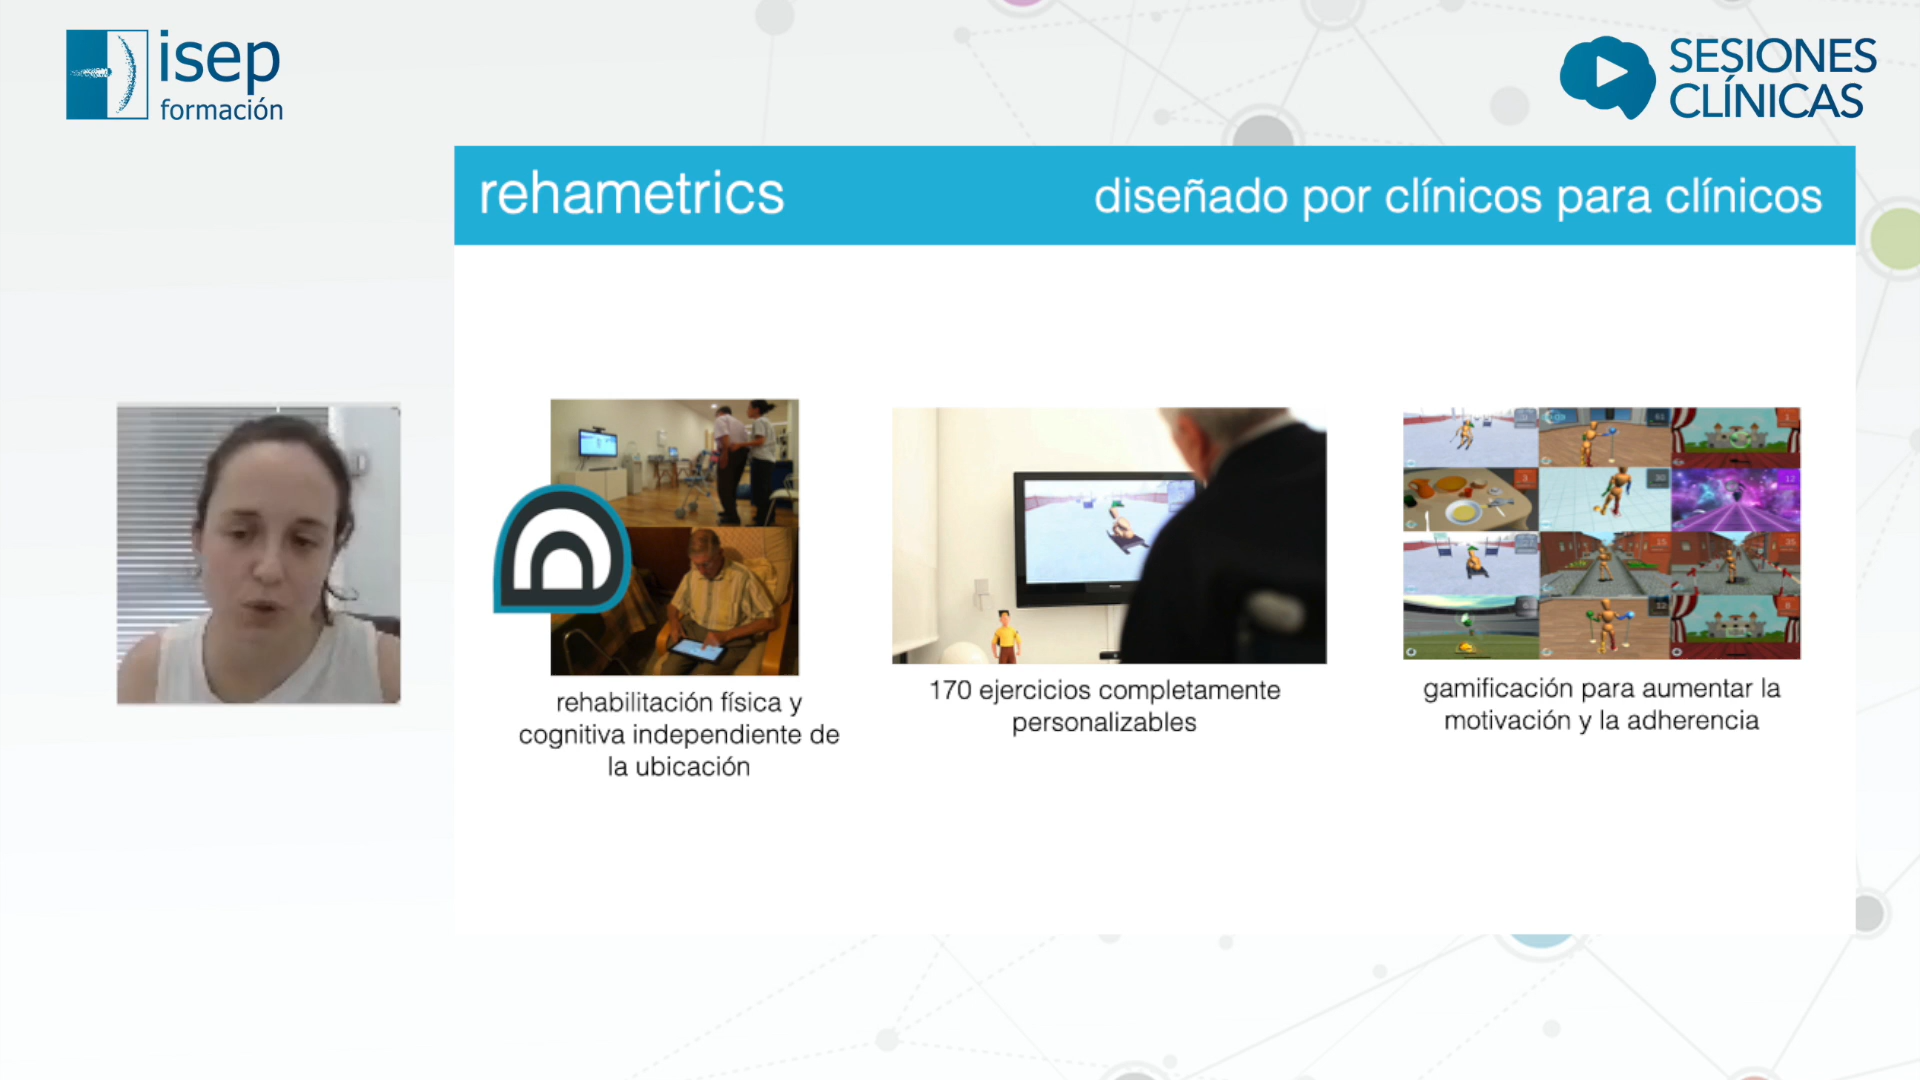 isep
formación
SESIONES
CLÍNICAS
rehametrics
diseñado por clínicos para clínicos
rehabilitación física y
cognitiva independiente de
la ubicación
170 ejercicios completamente
personalizables
gamificación para aumentar la
motivación y la adherencia